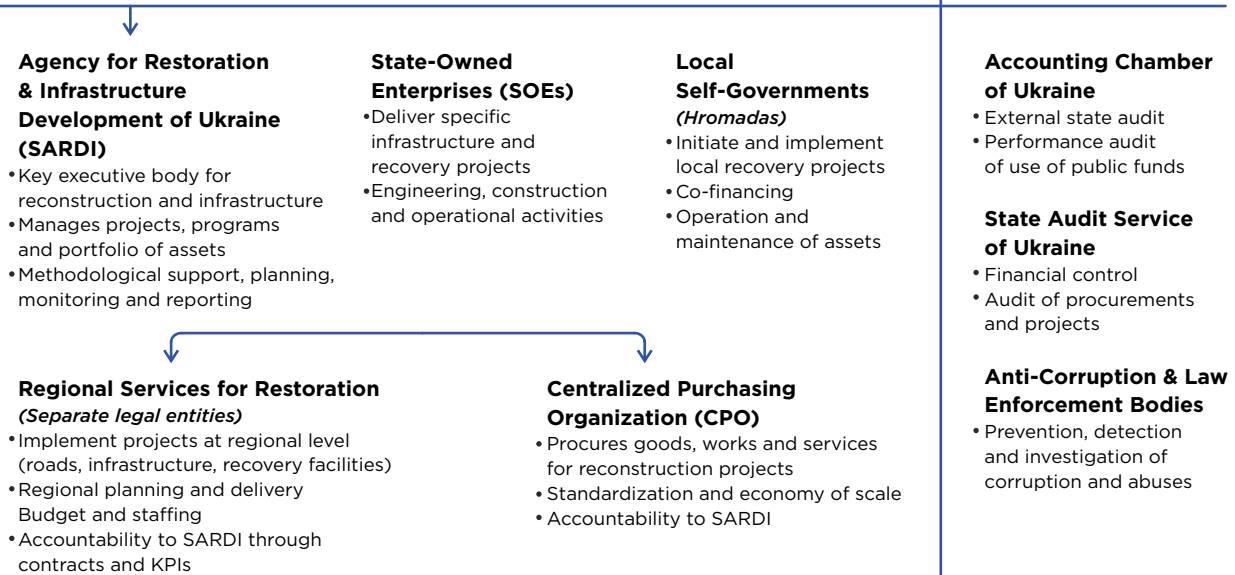 Agency for Restoration
& Infrastructure
Development of Ukraine
(SARDI)
• Key executive body for
reconstruction and infrastructure
• Manages projects, programs
and portfolio of assets
• Methodological support, planning,
monitoring and reporting
State-Owned
Enterprises (SOEs)
• Deliver specific
infrastructure and
recovery projects
• Engineering, construction
and operational activities
Local
Self-Governments
(Hromadas)
• Initiate and implement
local recovery projects
• Co-financing
• Operation and
maintenance of assets
Regional Services for Restoration
(Separate legal entities)
• Implement projects at regional level
(roads, infrastructure, recovery facilities)
• Regional planning and delivery
Budget and staffing
• Accountability to SARDI through
contracts and KPIs
Centralized Purchasing
Organization (CPO)
• Procures goods, works and services
for reconstruction projects
• Standardization and economy of scale
• Accountability to SARDI
Accounting Chamber
of Ukraine
• External state audit
• Performance audit
of use of public funds
State Audit Service
of Ukraine
• Financial control
• Audit of procurements
and projects
Anti-Corruption & Law
Enforcement Bodies
• Prevention, detection
and investigation of
corruption and abuses